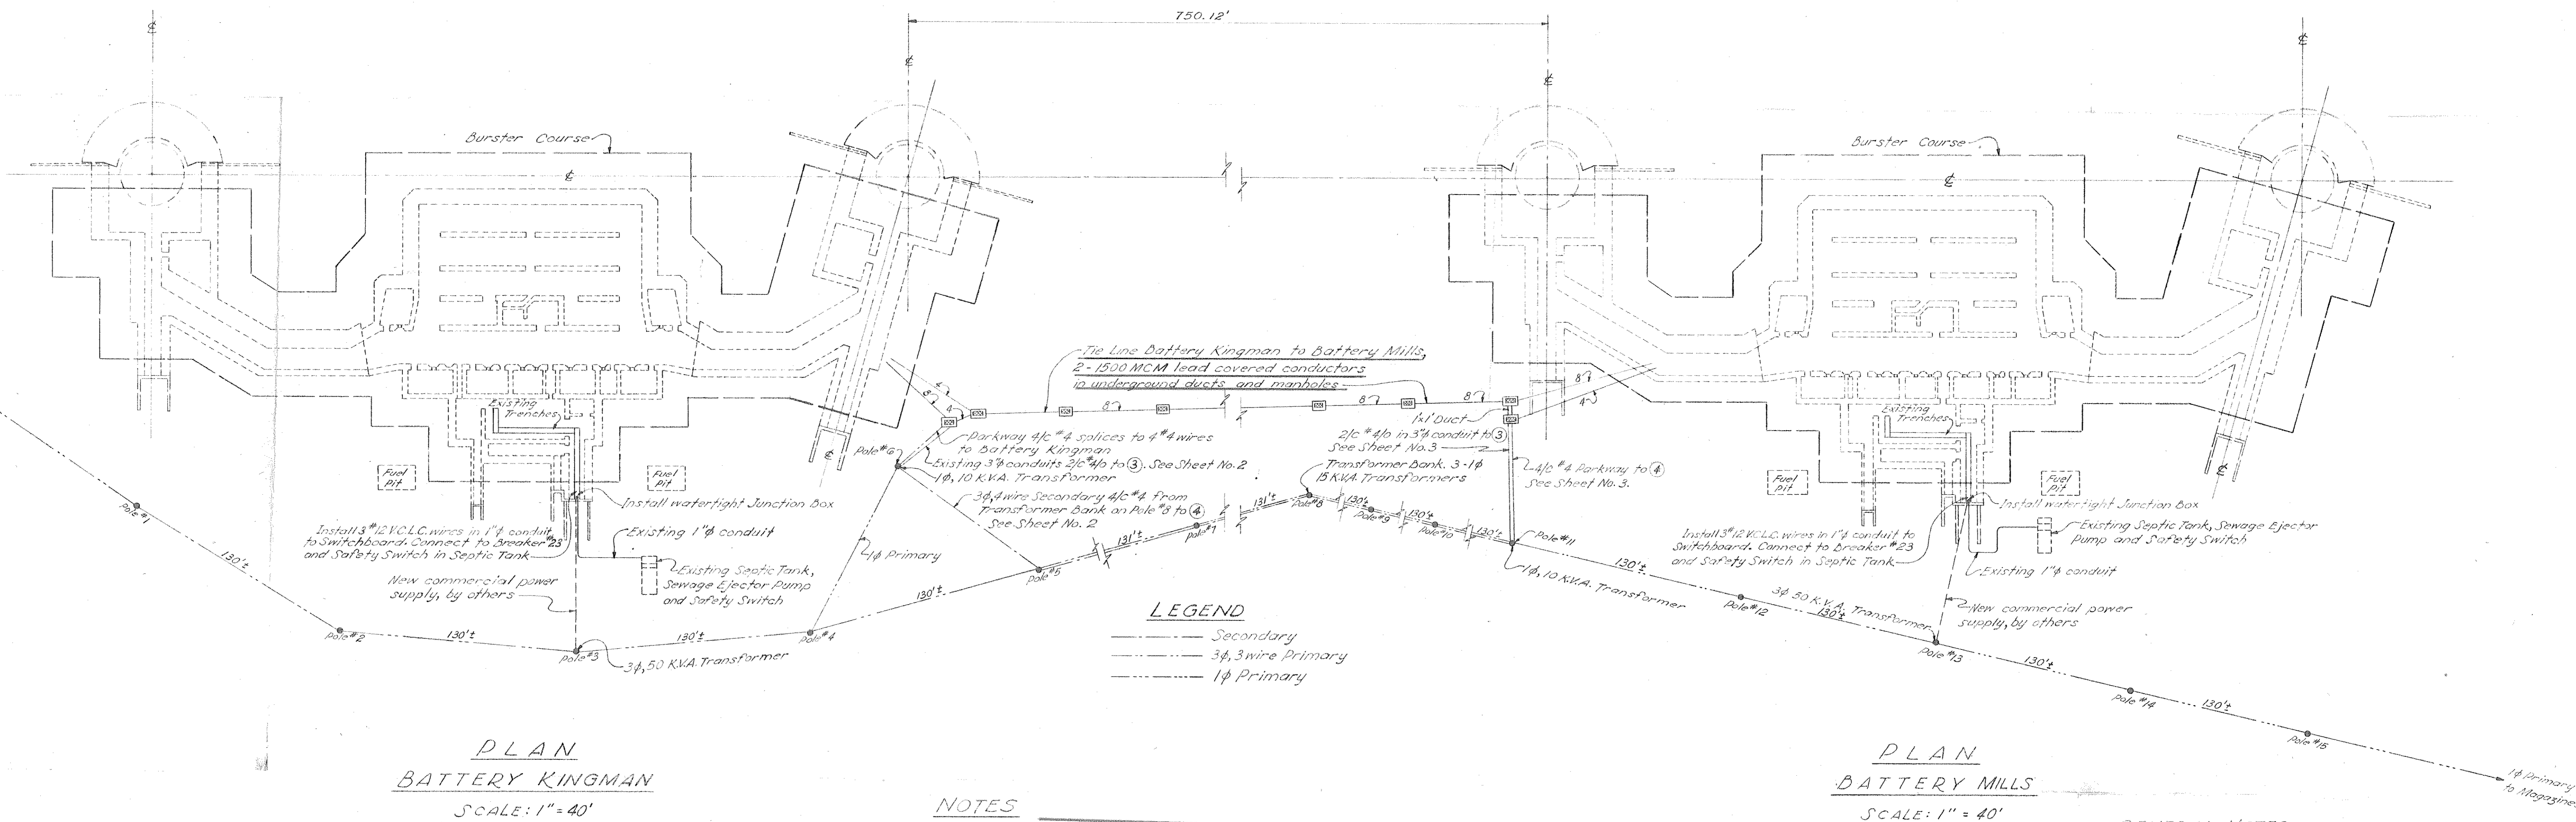 750.12'
Burster Course
Burster Course
Tie Line Battery Kingman to Battery Mills,
2 - 1500 MCM lead covered conductors
in underground ducts and manholes
8
4
8
4
8
8
8
8
4
Existing
Trenches
Fuel
Pit
Fuel
Pit
Install watertight Junction Box
Install 3 #12 V.C.L.C. wires in 1"φ conduit
to Switchboard. Connect to Breaker #23
and Safety Switch in Septic Tank
Existing 1"φ conduit
Existing Septic Tank,
Sewage Ejector Pump
and Safety Switch
New commercial power
supply, by others
Parkway 4/c #4 splices to 4 #4 wires
to Battery Kingman
Existing 3"φ conduits 2/c #4/o to ③. See Sheet No. 2
1φ, 10 K.V.A. Transformer
3φ, 4 wire Secondary 4/c #4 from
Transformer Bank on Pole #8 to ④
See Sheet No. 2
1φ Primary
1'x1' Duct
2/c #4/o in 3"φ conduit to ③
See Sheet No. 3
Transformer Bank. 3 - 1φ
15 K.V.A. Transformers
4/c #4 Parkway to ④
See Sheet No. 3.
Pole #1
130'±
Pole #2
130'±
Pole #3
3φ, 50 K.V.A. Transformer
130'±
Pole #4
130'±
Pole #5
Pole #6
131'±
Pole #7
131'±
Pole #8
130'±
Pole #9
130'±
Pole #10
130'±
Pole #11
1φ, 10 K.V.A. Transformer
130'±
Pole #12
3φ 50 K.V.A. Transformer
130'±
Pole #13
130'±
Pole #14
130'±
Pole #15
1φ Primary
to Magazine
Existing
Trenches
Fuel
Pit
Fuel
Pit
Install watertight Junction Box
Install 3 #12 V.C.L.C. wires in 1"φ conduit to
Switchboard. Connect to Breaker #23
and Safety Switch in Septic Tank
Existing Septic Tank, Sewage Ejector
Pump and Safety Switch
Existing 1"φ conduit
New commercial power
supply, by others
LEGEND
Secondary
3φ, 3 wire Primary
1φ Primary
PLAN
BATTERY KINGMAN
SCALE: 1" = 40'
NOTES
PLAN
BATTERY MILLS
SCALE: 1" = 40'